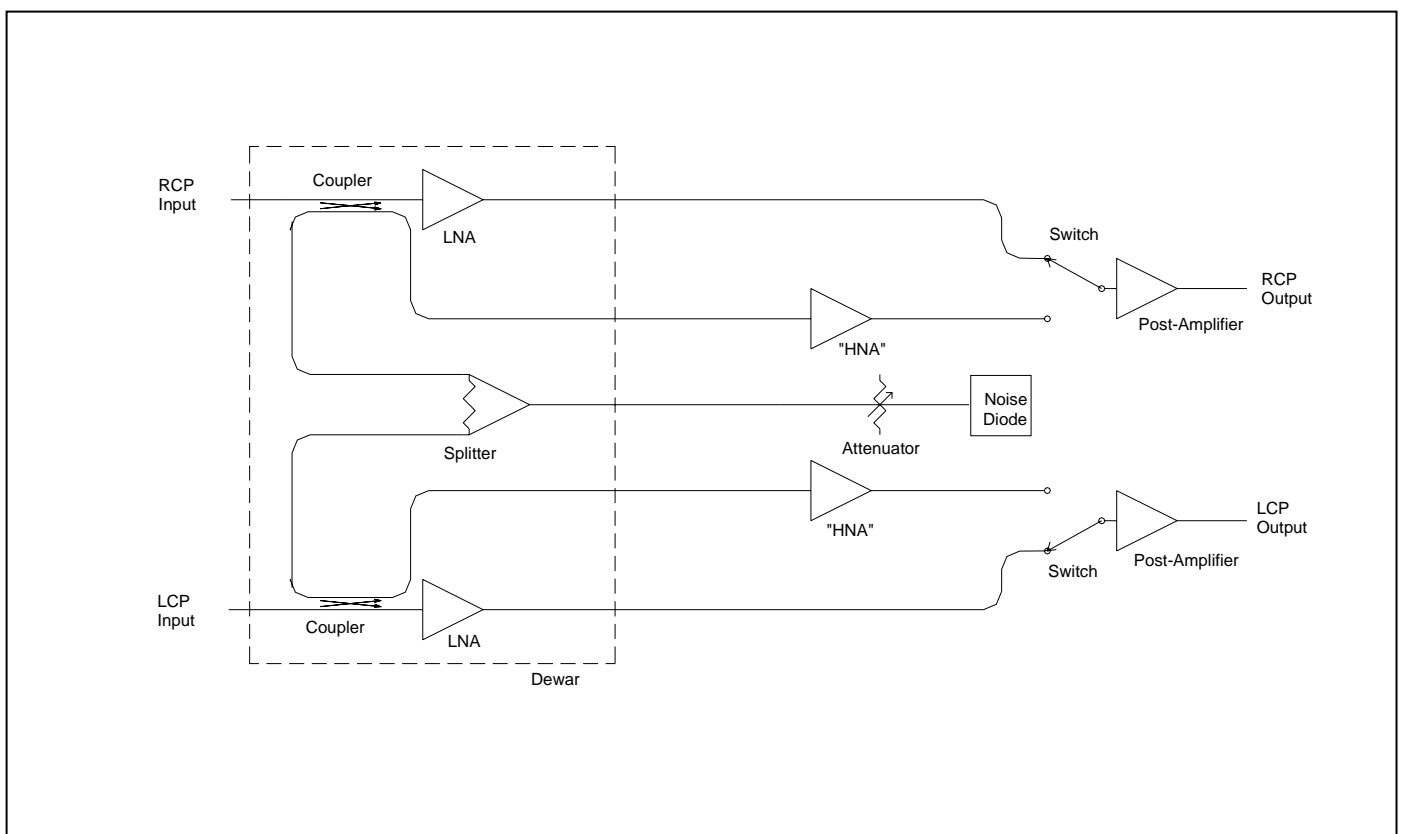 RCP
Input
Coupler
LNA
Switch
RCP
Output
Post-Amplifier
"HNA"
Noise
Diode
Attenuator
Splitter
"HNA"
LCP
Output
Post-Amplifier
Switch
LCP
Input
Coupler
LNA
Dewar